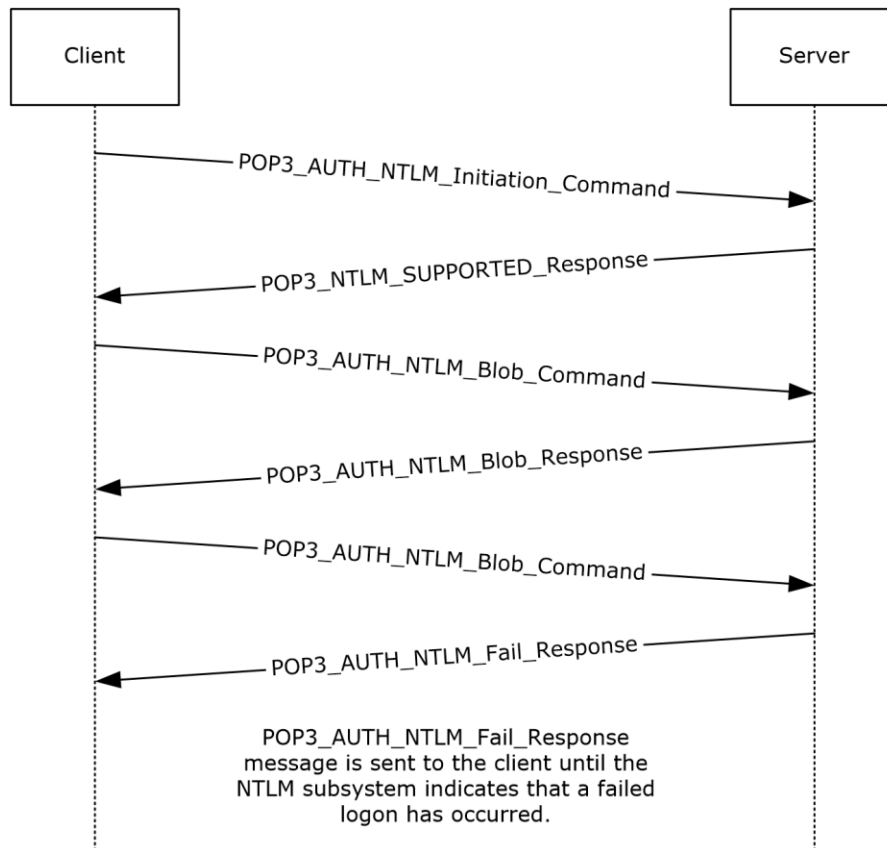 Client
Server
POP3_AUTH_NTLM_Initiation_Command
POP3_NTLM_SUPPORTED_Response
POP3_AUTH_NTLM_Blob_Command
POP3_AUTH_NTLM_Blob_Response
POP3_AUTH_NTLM_Blob_Command
POP3_AUTH_NTLM_Fail_Response
POP3_AUTH_NTLM_Fail_Response
message is sent to the client until the
NTLM subsystem indicates that a failed
logon has occurred.